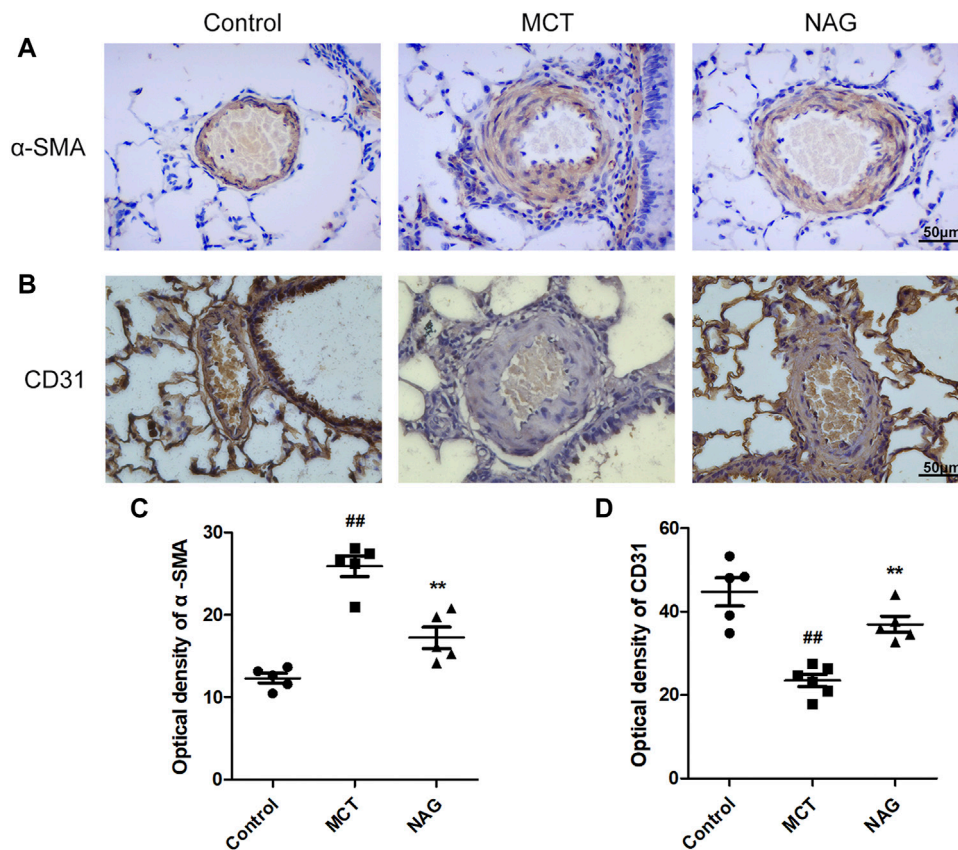 Control MCT NAG
A
α-SMA
50μm
B
CD31
50μm
C
Optical density of α -SMA
30
20
10
0
##
**
Control MCT NAG
D
Optical density of CD31
60
40
20
0
##
**
Control MCT NAG